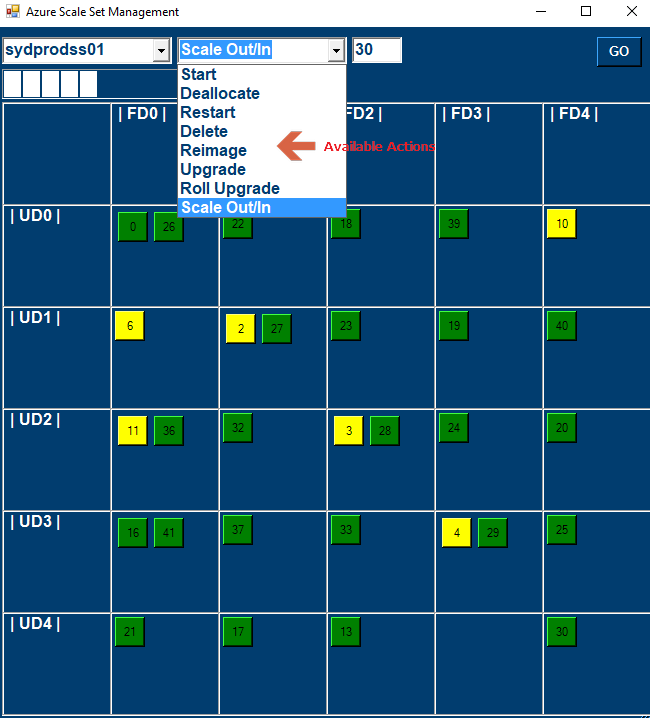 Azure Scale Set Management
sydprodss01 Scale Out/In 30 GO
Start
Deallocate
Restart
Delete
Reimage
Upgrade
Roll Upgrade
Scale Out/In
Available Actions
| FD0 | FD2 | | FD3 | | FD4 |
| UD0 | 0 26 22 18 39 10
| UD1 | 6 2 27 23 19 40
| UD2 | 11 36 32 3 28 24 20
| UD3 | 16 41 37 33 4 29 25
| UD4 | 21 17 13 30